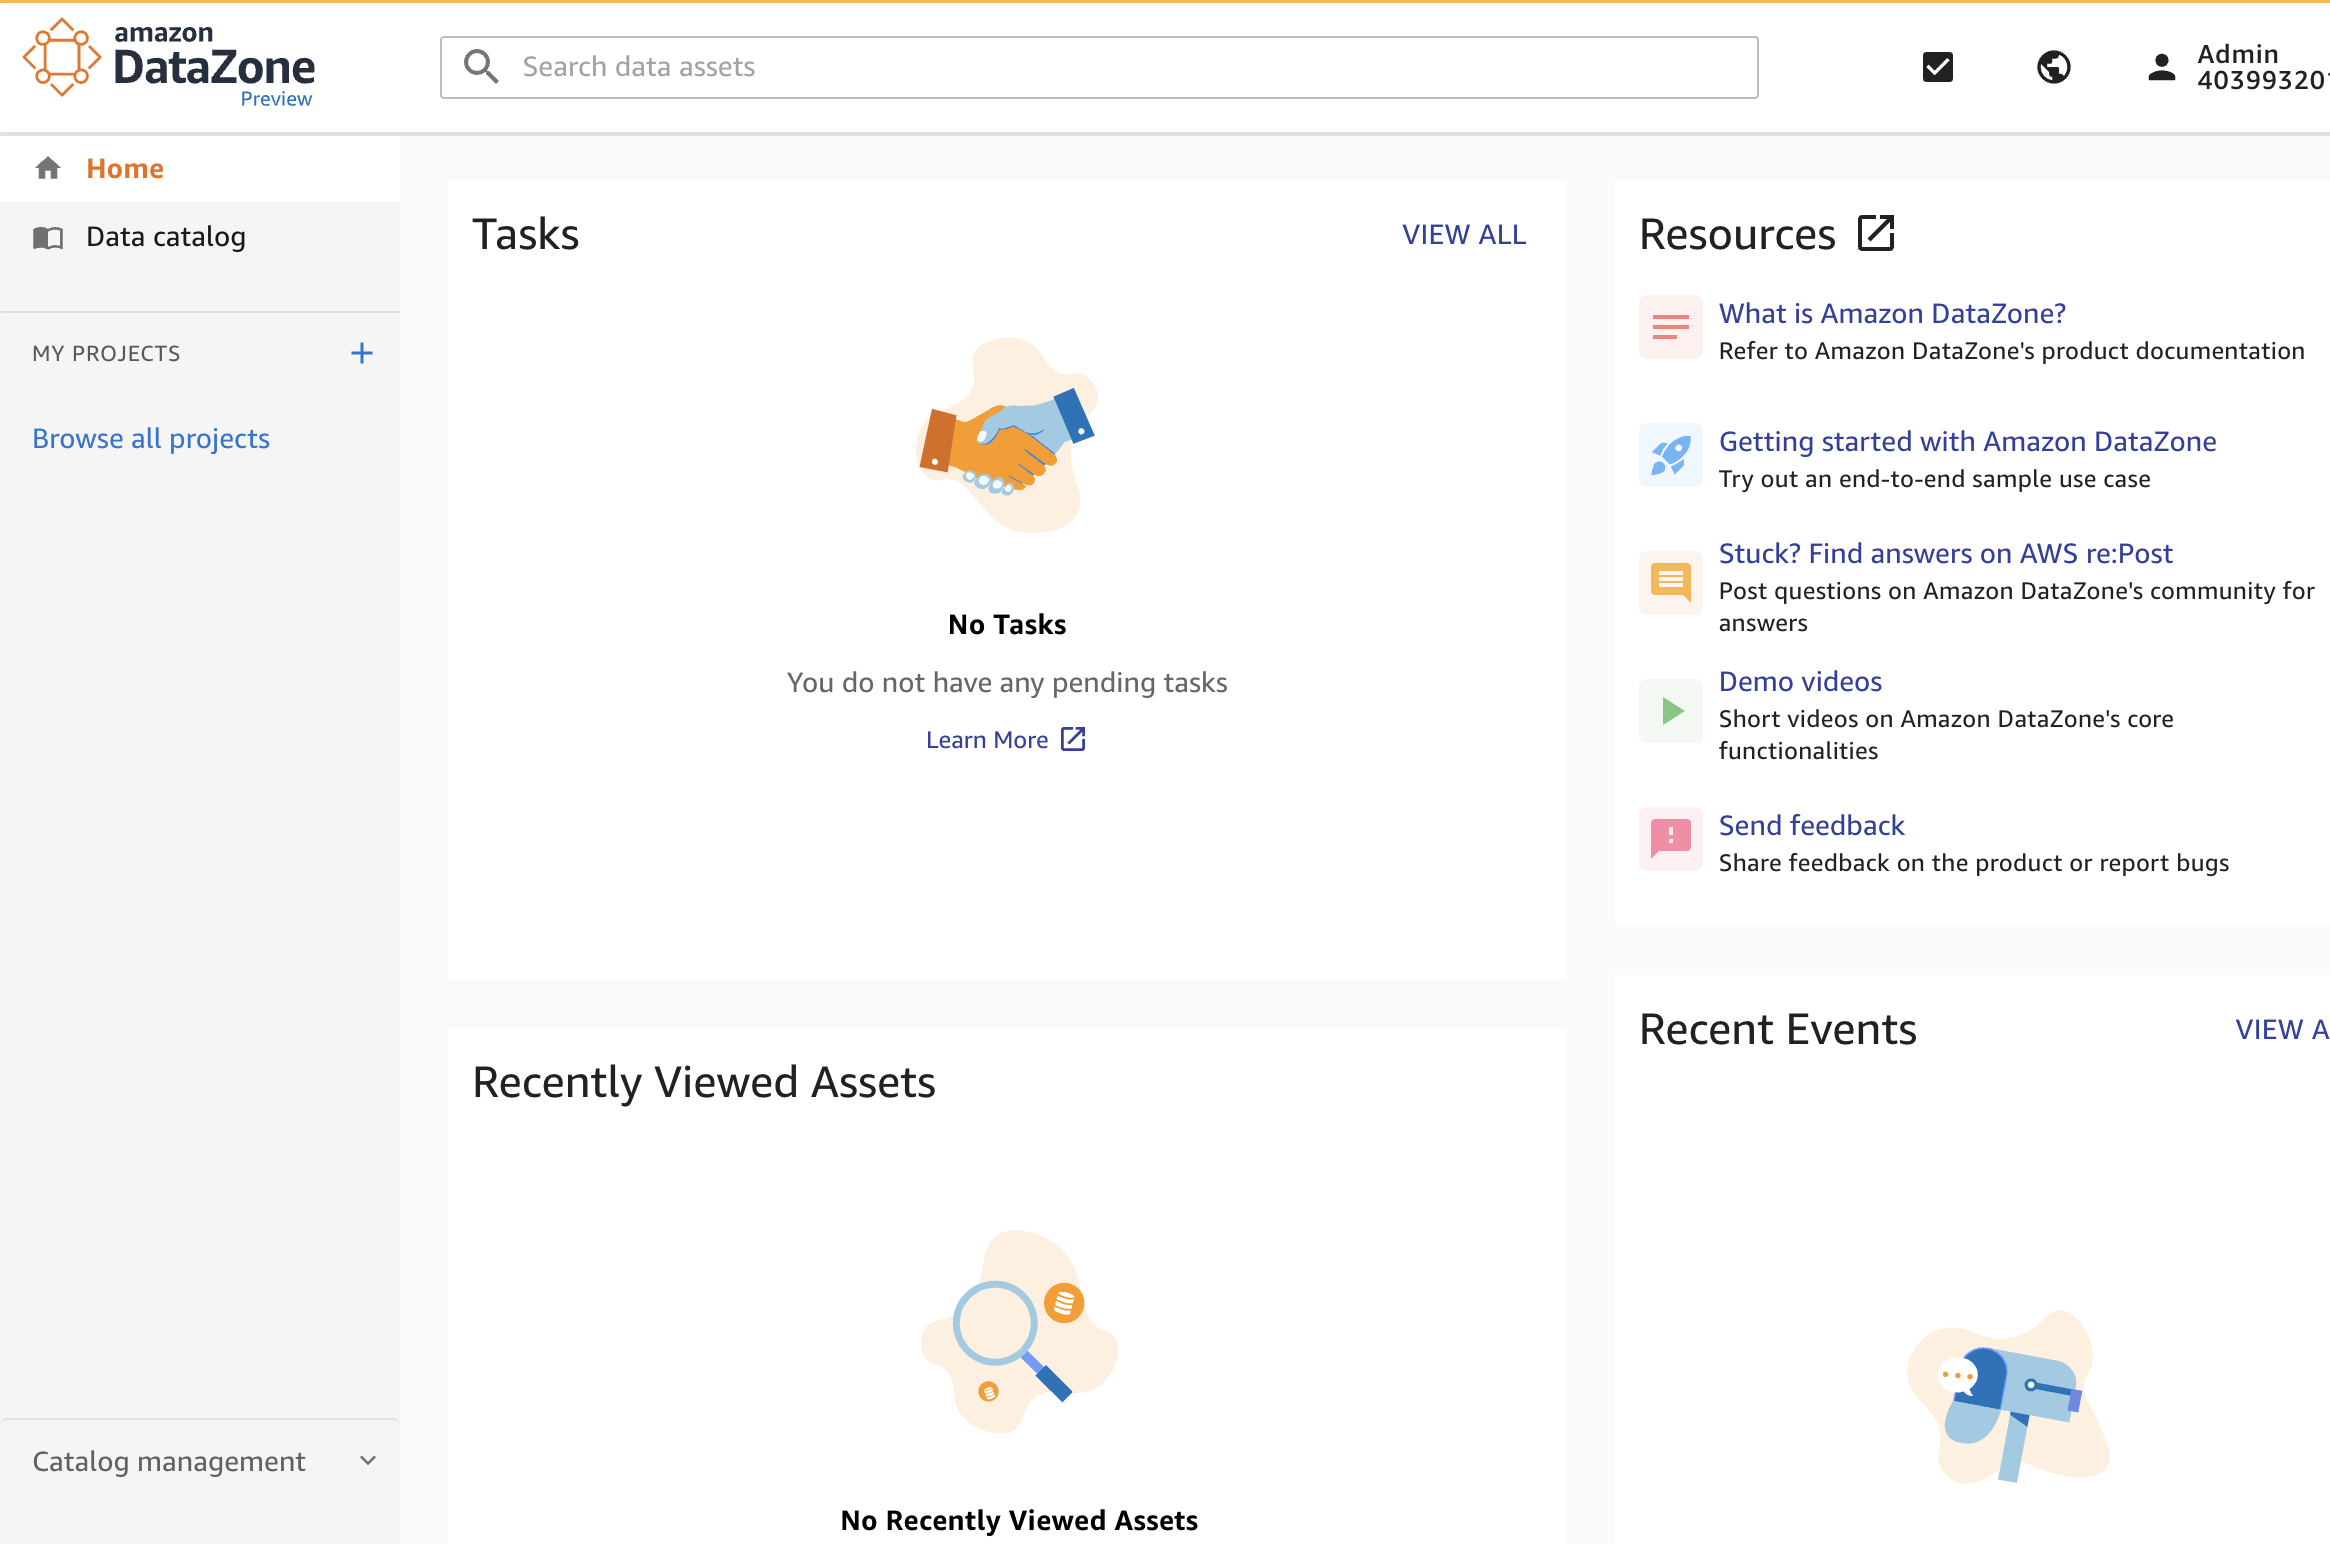 amazon
DataZone
Preview
Search data assets
Admin
40399320
Home
Data catalog
MY PROJECTS
Browse all projects
Catalog management
Tasks
VIEW ALL
No Tasks
You do not have any pending tasks
Learn More
Recently Viewed Assets
No Recently Viewed Assets
Resources
What is Amazon DataZone?
Refer to Amazon DataZone's product documentation
Getting started with Amazon DataZone
Try out an end-to-end sample use case
Stuck? Find answers on AWS re:Post
Post questions on Amazon DataZone's community for
answers
Demo videos
Short videos on Amazon DataZone's core
functionalities
Send feedback
Share feedback on the product or report bugs
Recent Events
VIEW A